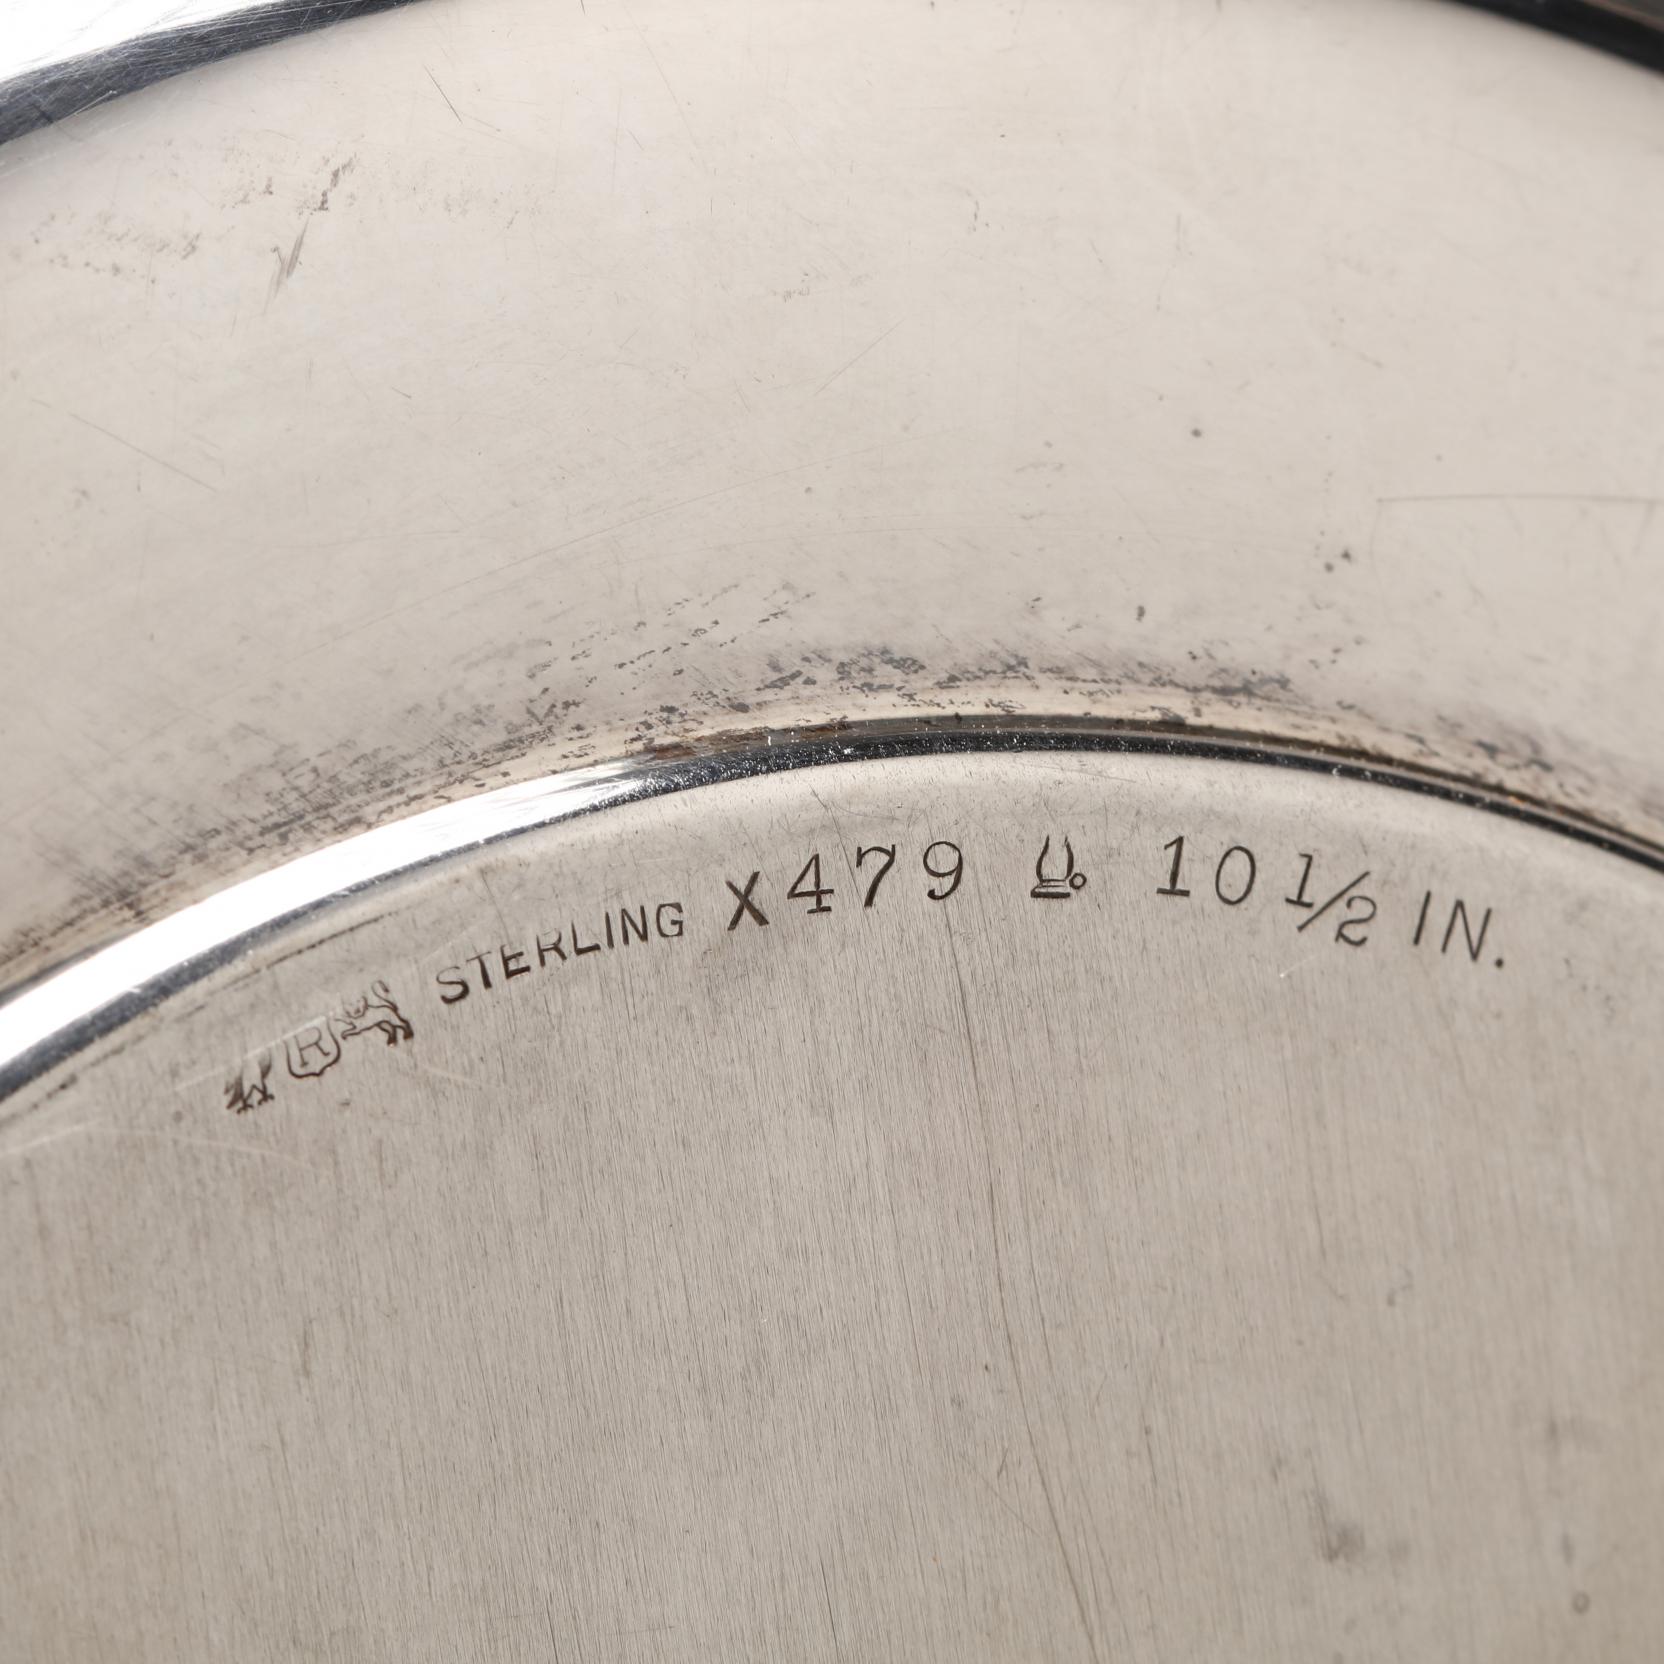 R STERLING X479 10 1/2 IN.